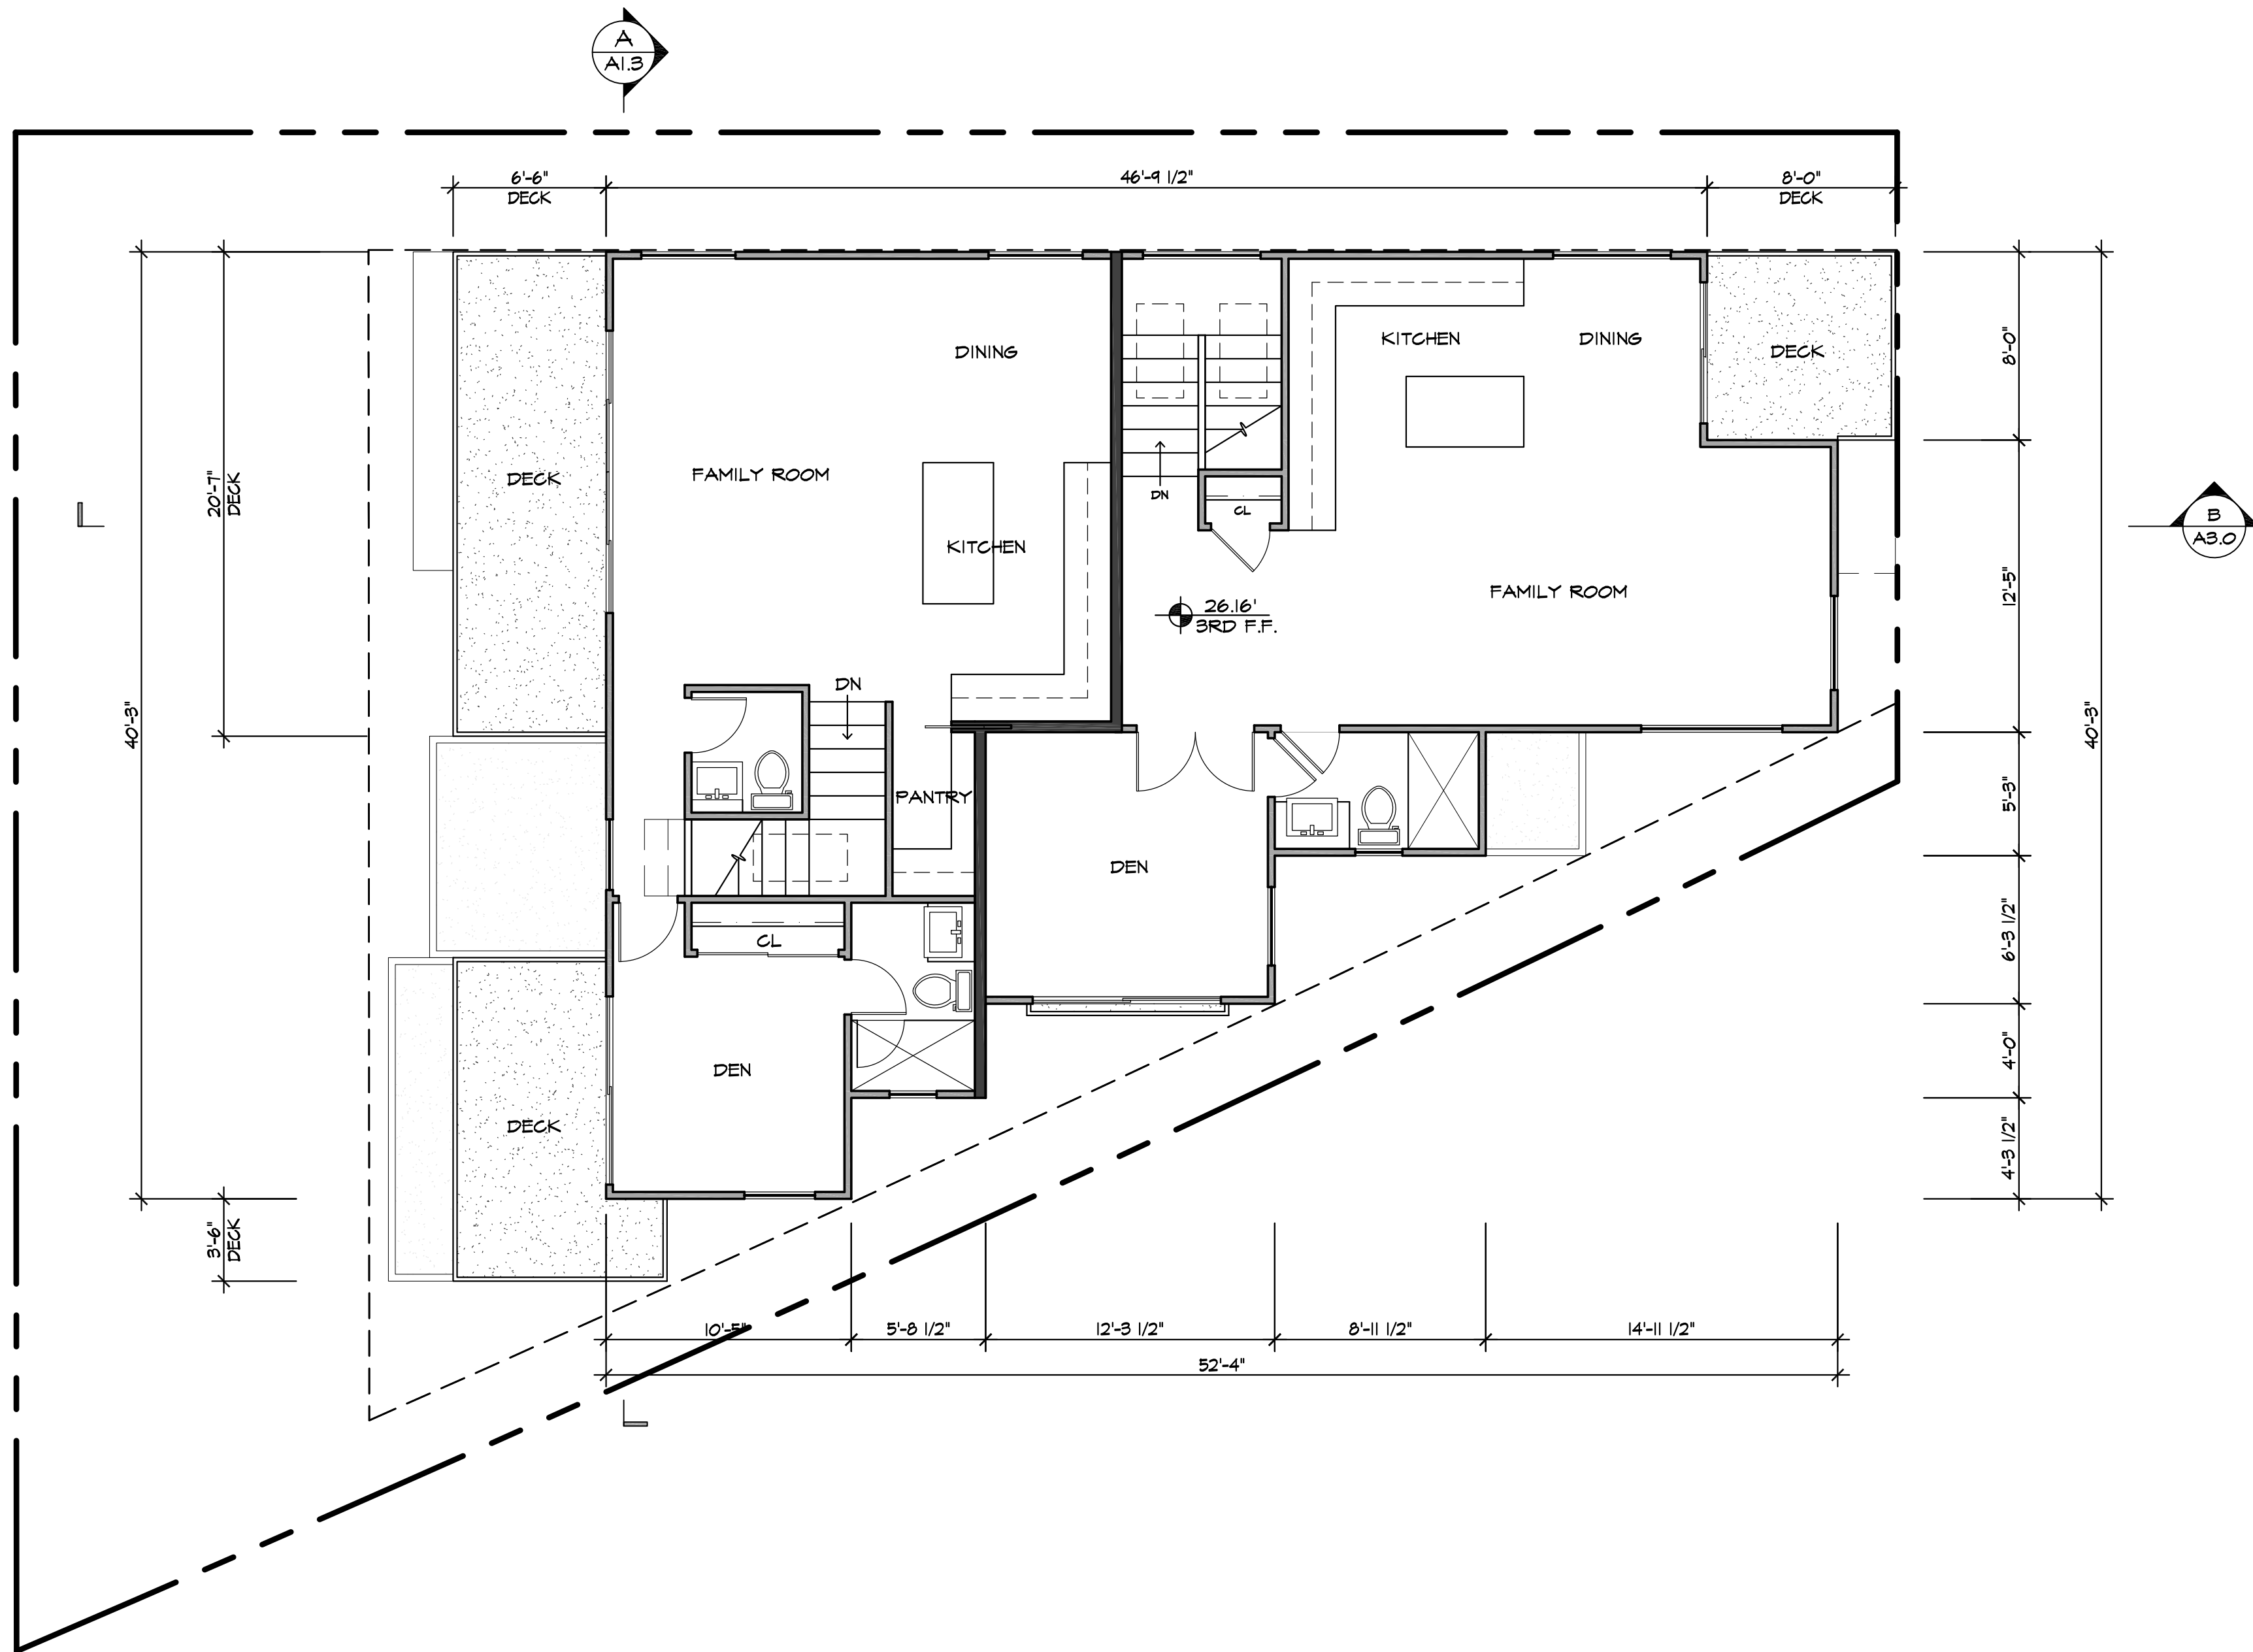 A
A1.3
6'-6"
DECK
46'-9 1/2"
8'-0"
DECK
DINING
KITCHEN
DINING
DECK
8'-0"
20'-7"
DECK
DECK
FAMILY ROOM
DN
CL
B
A3.0
KITCHEN
12'-5"
FAMILY ROOM
26.16'
3RD F.F.
40'-3"
DN
40'-3"
PANTRY
5'-3"
DEN
CL
6'-3 1/2"
DEN
4'-0"
DECK
4'-3 1/2"
3'-6"
DECK
10'-5"
5'-8 1/2"
12'-3 1/2"
8'-11 1/2"
14'-11 1/2"
52'-4"